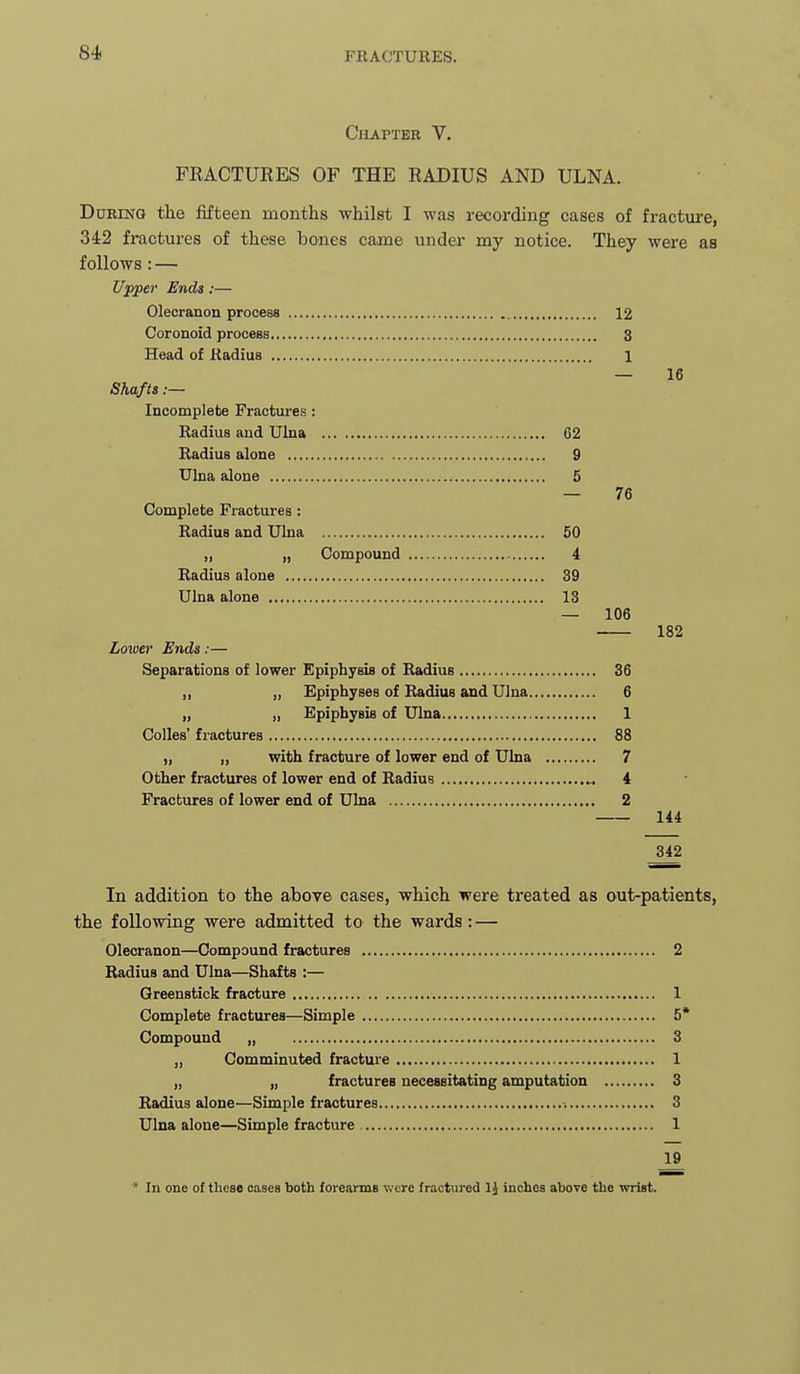 84
FRACTURES.
CHAPTER V.
FRACTURES OF THE RADIUS AND ULNA.
DURING the fifteen months whilst I was recording cases of fracture,
342 fractures of these bones came under my notice. They were as
follows :—
Upper Ends :—
Olecranon process ........ 12
Coronoid process ........ 3
Head of Radius ........ 1
— 16
Shafts :—
Incomplete Fractures :
Radius and Ulna ........ 62
Radius alone ........ 9
Ulna alone ........ 5
— 76
Complete Fractures :
Radius and Ulna ........ 50
„ „ Compound ........ 4
Radius alone ........ 39
Ulna alone ........ 13
— 106
—— 182
Lower Ends :—
Separations of lower Epiphysis of Radius ........ 36
„ „ Epiphyses of Radius and Ulna ........ 6
„ „ Epiphysis of Ulna ........ 1
Colles' fractures ........ 88
„ „ with fracture of lower end of Ulna ........ 7
Other fractures of lower end of Radius ........ 4
Fractures of lower end of Ulna ........ 2
—— 144
342
In addition to the above cases, which were treated as out-patients,
the following were admitted to the wards :—
Olecranon—Compound fractures ........ 2
Radius and Ulna—Shafts :—
Greenstick fracture ........ 1
Complete fractures—Simple ........ 5*
Compound „ ........ 3
„ Comminuted fracture ........ 1
„ „ fractures necessitating amputation ........ 3
Radius alone—Simple fractures ........ 3
Ulna alone—Simple fracture ........ 1
19
* In one of these cases both forearms were fractured 1½ inches above the wrist.